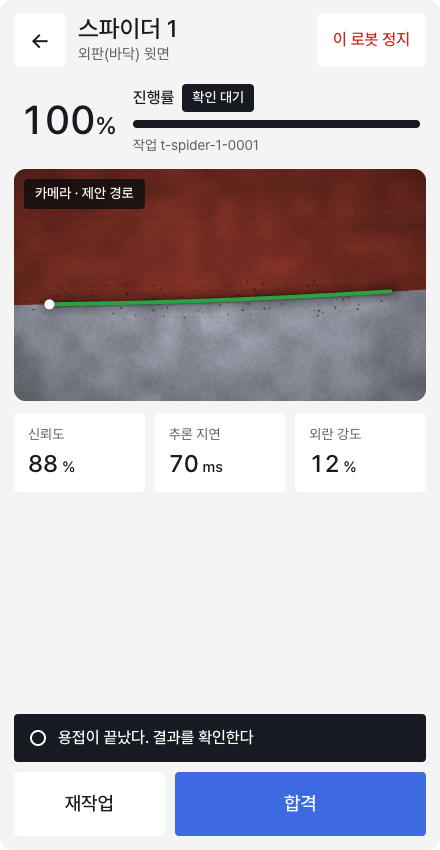 스파이더 1
외판(바닥) 윗면
이 로봇 정지
100%
진행률
확인 대기
작업 t-spider-1-0001
카메라 · 제안 경로
신뢰도
88 %
추론 지연
70 ms
외란 강도
12 %
용접이 끝났다. 결과를 확인한다
재작업
합격